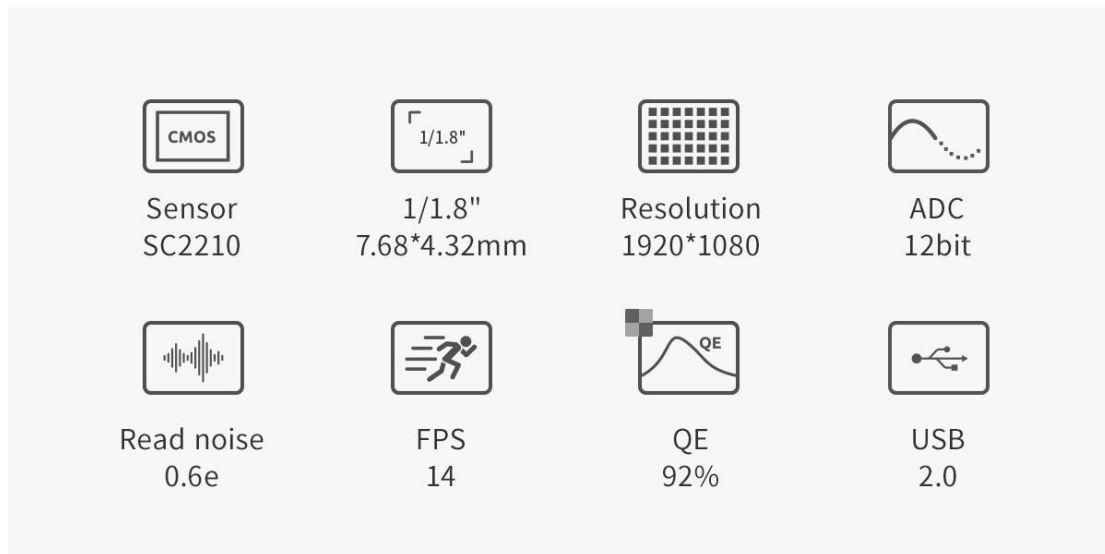 CMOS
1/1.8"
Sensor
SC2210
1/1.8"
7.68*4.32mm
Resolution
1920*1080
ADC
12bit
QE
Read noise
0.6e
FPS
14
QE
92%
USB
2.0